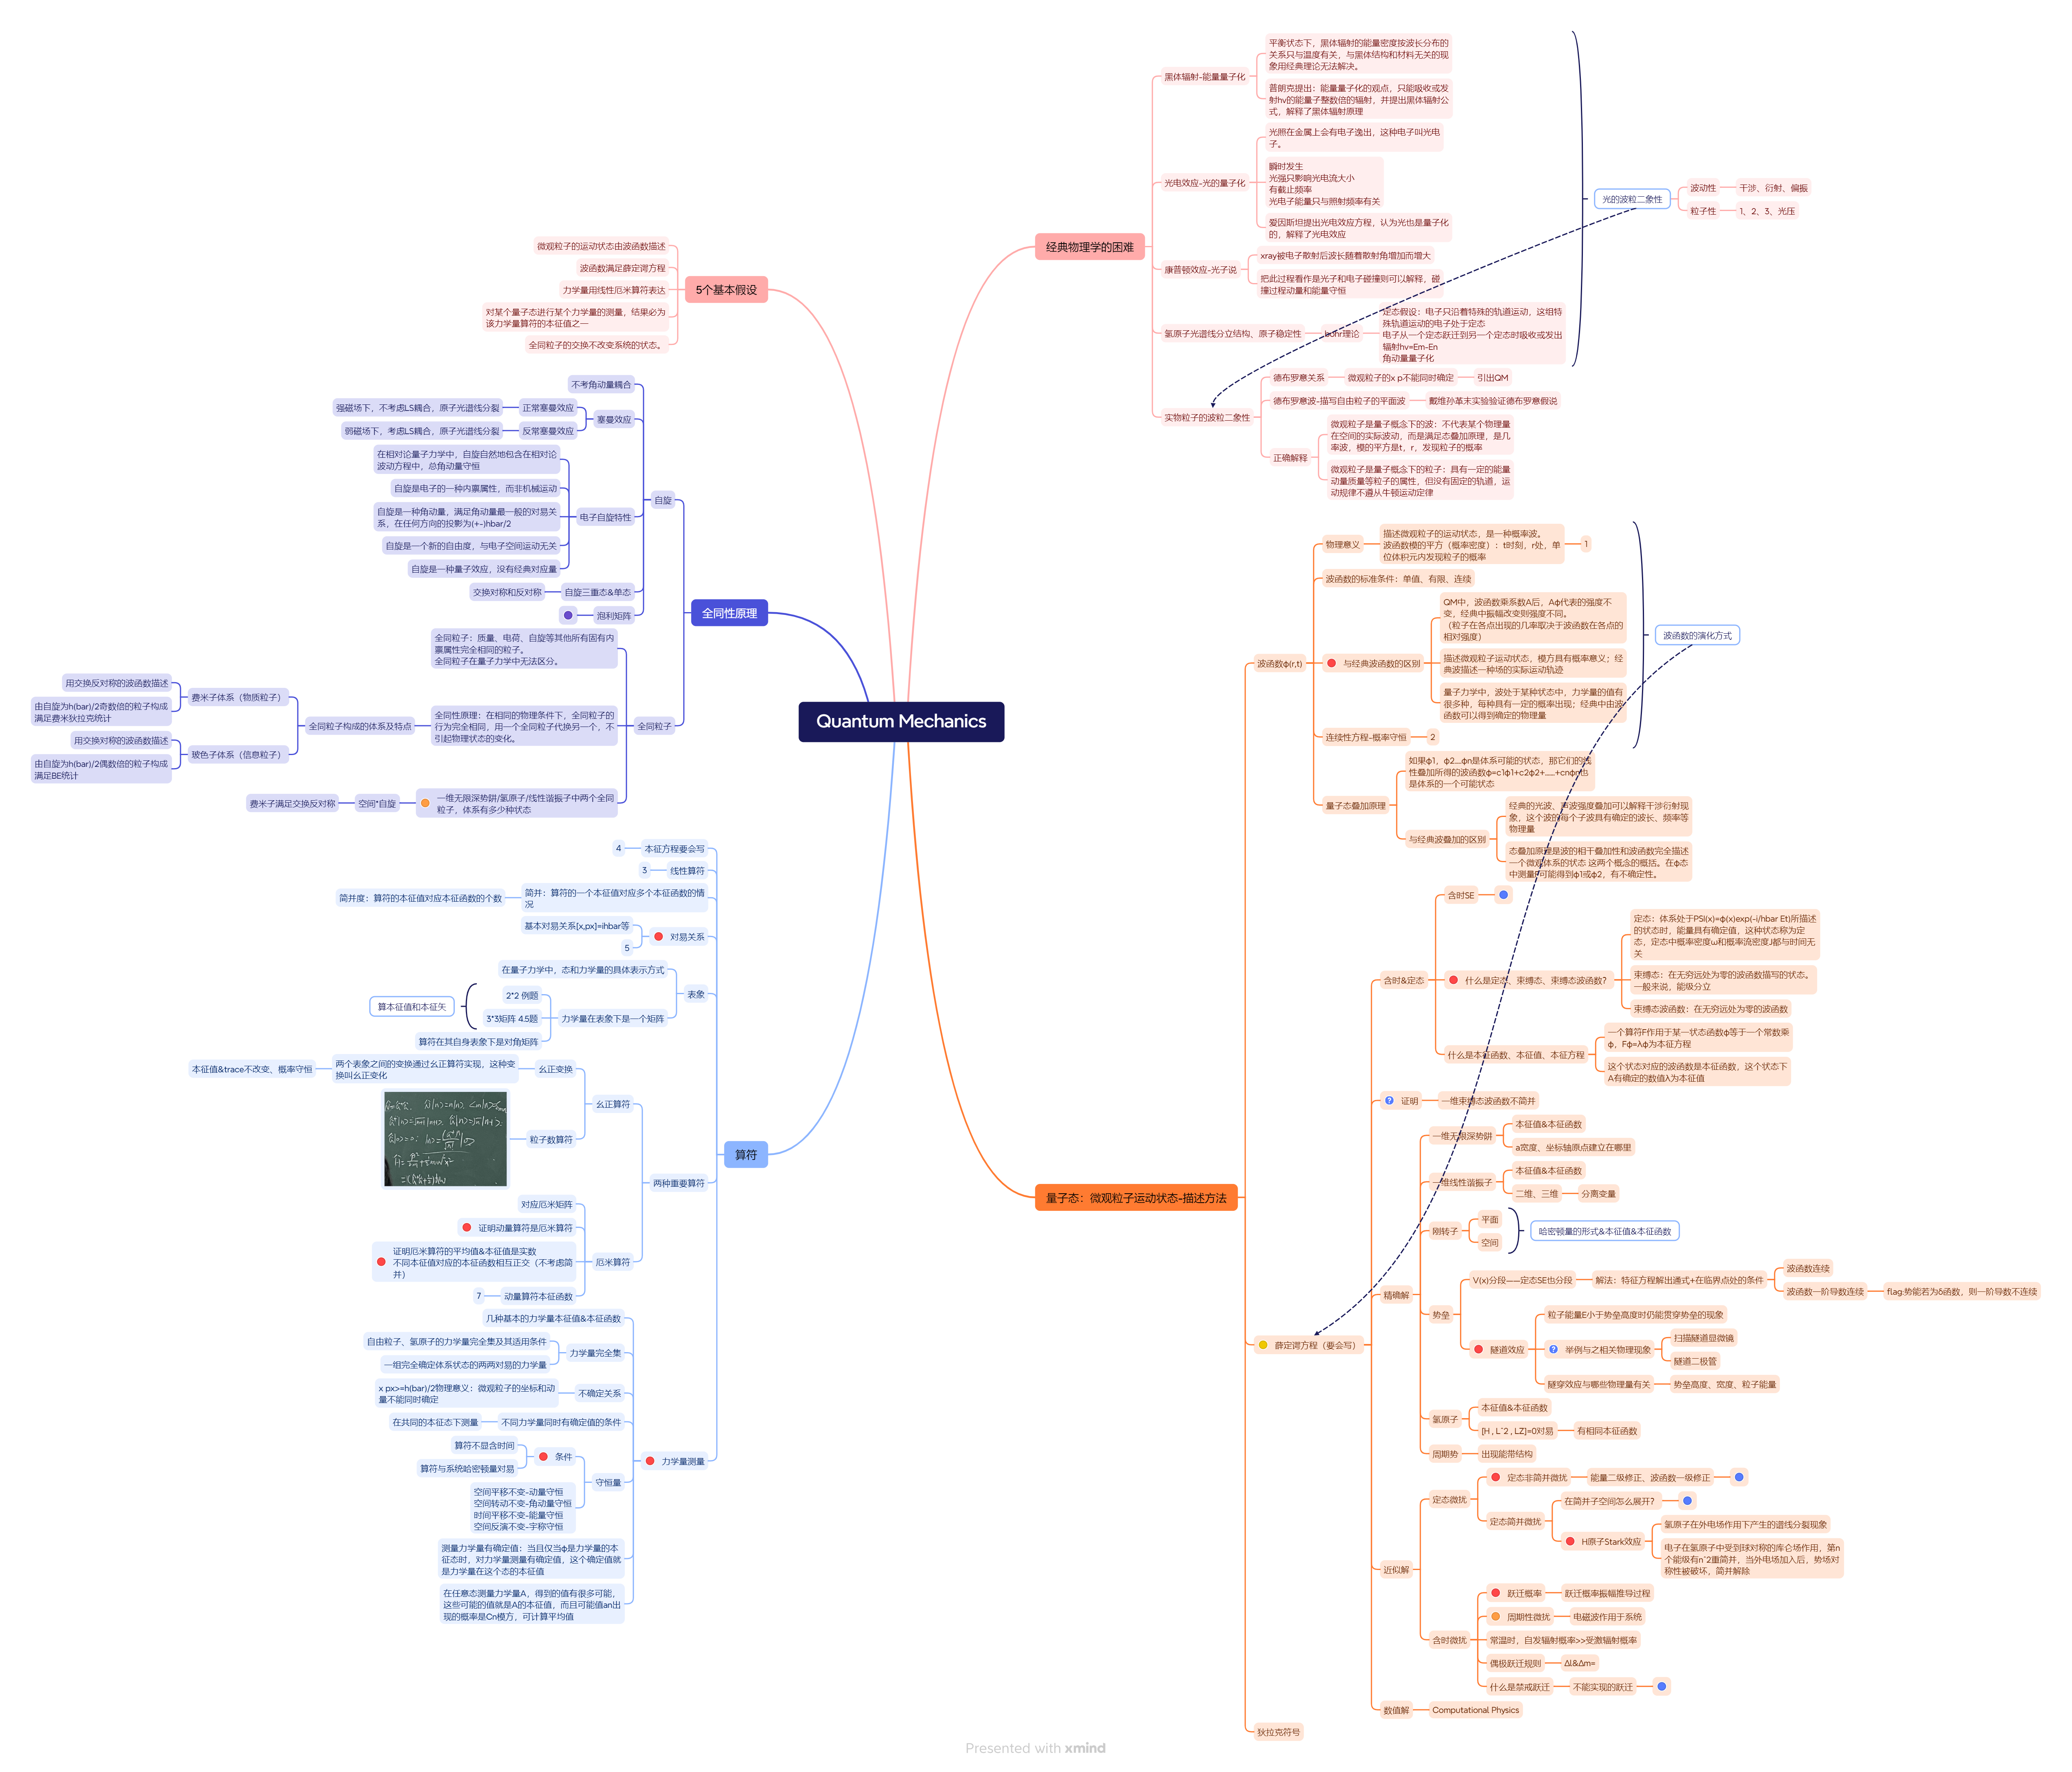 Quantum Mechanics
经典物理学的困难
黑体辐射-能量量子化
平衡状态下，黑体辐射的能量密度按波长分布的
关系只与温度有关，与黑体结构和材料无关的现
象用经典理论无法解决。
普朗克提出：能量量子化的观点，只能吸收或发
射hv的能量子整数倍的辐射，并提出黑体辐射公
式，解释了黑体辐射原理
光电效应-光的量子化
光照在金属上会有电子逸出，这种电子叫光电
子。
瞬时发生
光强只影响光电流大小
有截止频率
光电子能量只与照射频率有关
爱因斯坦提出光电效应方程，认为光也是量子化
的，解释了光电效应
康普顿效应-光子说
xray被电子散射后波长随着散射角增加而增大
把此过程看作是光子和电子碰撞则可以解释，碰
撞过程动量和能量守恒
氢原子光谱线分立结构、原子稳定性
bohr理论
定态假设：电子只沿着特殊的轨道运动，这组特
殊轨道运动的电子处于定态
电子从一个定态跃迁到另一个定态时吸收或发出
辐射hv=Em-En
角动量量子化
光的波粒二象性
波动性
干涉、衍射、偏振
粒子性
1、2、3、光压
实物粒子的波粒二象性
德布罗意关系
微观粒子的x p不能同时确定
引出QM
德布罗意波-描写自由粒子的平面波
戴维孙革末实验验证德布罗意假说
正确解释
微观粒子是量子概念下的波：不代表某个物理量
在空间的实际波动，而是满足态叠加原理，是几
率波，模的平方是t，r，发现粒子的概率
微观粒子是量子概念下的粒子：具有一定的能量
动量质量等粒子的属性，但没有固定的轨道，运
动规律不遵从牛顿运动定律
量子态：微观粒子运动状态-描述方法
波函数φ(r,t)
物理意义
描述微观粒子的运动状态，是一种概率波。
波函数模的平方（概率密度）：t时刻，r处，单
位体积元内发现粒子的概率
1
波函数的标准条件：单值、有限、连续
与经典波函数的区别
QM中，波函数乘系数A后，Aφ代表的强度不
变，经典中振幅改变则强度不同。
（粒子在各点出现的几率取决于波函数在各点的
相对强度）
描述微观粒子运动状态，模方具有概率意义；经
典波描述一种场的实际运动轨迹
量子力学中，波处于某种状态中，力学量的值有
很多种，每种具有一定的概率出现；经典中由波
函数可以得到确定的物理量
连续性方程-概率守恒
2
波函数的演化方式
量子态叠加原理
如果φ1，φ2……φn是体系可能的状态，那它们的线
性叠加所得的波函数φ=c1φ1+c2φ2+……+cnφn也
是体系的一个可能状态
与经典波叠加的区别
经典的光波、声波强度叠加可以解释干涉衍射现
象，这个波的每个子波具有确定的波长、频率等
物理量
态叠加原理是波的相干叠加性和波函数完全描述
一个微观体系的状态 这两个概念的概括。在φ态
中测量F可能得到φ1或φ2，有不确定性。
薛定谔方程（要会写）
含时&定态
含时SE
什么是定态、束缚态、束缚态波函数？
定态：体系处于PSI(x)=φ(x)exp(-i/hbar Et)所描述
的状态时，能量具有确定值，这种状态称为定
态，定态中概率密度ω和概率流密度J都与时间无
关
束缚态：在无穷远处为零的波函数描写的状态。
一般来说，能级分立
束缚态波函数：在无穷远处为零的波函数
什么是本征函数、本征值、本征方程
一个算符F作用于某一状态函数φ等于一个常数乘
φ，Fφ=λφ为本征方程
这个状态对应的波函数是本征函数，这个状态下
A有确定的数值λ为本征值
证明
一维束缚态波函数不简并
精确解
一维无限深势阱
本征值&本征函数
a宽度、坐标轴原点建立在哪里
一维线性谐振子
本征值&本征函数
二维、三维
分离变量
刚转子
平面
空间
哈密顿量的形式&本征值&本征函数
势垒
V(x)分段——定态SE也分段
解法：特征方程解出通式+在临界点处的条件
波函数连续
波函数一阶导数连续
flag:势能若为δ函数，则一阶导数不连续
隧道效应
粒子能量E小于势垒高度时仍能贯穿势垒的现象
举例与之相关物理现象
扫描隧道显微镜
隧道二极管
隧穿效应与哪些物理量有关
势垒高度、宽度、粒子能量
氢原子
本征值&本征函数
[H , L^2 , LZ]=0对易
有相同本征函数
周期势
出现能带结构
近似解
定态微扰
定态非简并微扰
能量二级修正、波函数一级修正
定态简并微扰
在简并子空间怎么展开？
H原子Stark效应
氢原子在外电场作用下产生的谱线分裂现象
电子在氢原子中受到球对称的库仑场作用，第n
个能级有n^2重简并，当外电场加入后，势场对
称性被破坏，简并解除
含时微扰
跃迁概率
跃迁概率振幅推导过程
周期性微扰
电磁波作用于系统
常温时，自发辐射概率>>受激辐射概率
偶极跃迁规则
Δl&Δm=
什么是禁戒跃迁
不能实现的跃迁
数值解
Computational Physics
狄拉克符号
5个基本假设
微观粒子的运动状态由波函数描述
波函数满足薛定谔方程
力学量用线性厄米算符表达
对某个量子态进行某个力学量的测量，结果必为
该力学量算符的本征值之一
全同粒子的交换不改变系统的状态。
全同性原理
自旋
不考角动量耦合
塞曼效应
正常塞曼效应
强磁场下，不考虑LS耦合，原子光谱线分裂
反常塞曼效应
弱磁场下，考虑LS耦合，原子光谱线分裂
电子自旋特性
在相对论量子力学中，自旋自然地包含在相对论
波动方程中，总角动量守恒
自旋是电子的一种内禀属性，而非机械运动
自旋是一种角动量，满足角动量最一般的对易关
系，在任何方向的投影为(+-)hbar/2
自旋是一个新的自由度，与电子空间运动无关
自旋是一种量子效应，没有经典对应量
自旋三重态&单态
交换对称和反对称
泡利矩阵
全同粒子
全同粒子：质量、电荷、自旋等其他所有固有内
禀属性完全相同的粒子。
全同粒子在量子力学中无法区分。
全同性原理：在相同的物理条件下，全同粒子的
行为完全相同，用一个全同粒子代换另一个，不
引起物理状态的变化。
全同粒子构成的体系及特点
费米子体系（物质粒子）
用交换反对称的波函数描述
由自旋为h(bar)/2奇数倍的粒子构成
满足费米狄拉克统计
玻色子体系（信息粒子）
用交换对称的波函数描述
由自旋为h(bar)/2偶数倍的粒子构成
满足BE统计
一维无限深势阱/氢原子/线性谐振子中两个全同
粒子，体系有多少种状态
空间*自旋
费米子满足交换反对称
算符
本征方程要会写
4
线性算符
3
简并：算符的一个本征值对应多个本征函数的情
况
简并度：算符的本征值对应本征函数的个数
对易关系
基本对易关系[x,px]=ihbar等
5
表象
在量子力学中，态和力学量的具体表示方式
力学量在表象下是一个矩阵
2*2 例题
3*3矩阵 4.5题
算符在其自身表象下是对角矩阵
算本征值和本征矢
两种重要算符
幺正算符
幺正变换
两个表象之间的变换通过幺正算符实现，这种变
换叫幺正变化
本征值&trace不改变、概率守恒
粒子数算符
厄米算符
对应厄米矩阵
证明动量算符是厄米算符
证明厄米算符的平均值&本征值是实数
不同本征值对应的本征函数相互正交（不考虑简
并）
动量算符本征函数
7
力学量测量
几种基本的力学量本征值&本征函数
力学量完全集
自由粒子、氢原子的力学量完全集及其适用条件
一组完全确定体系状态的两两对易的力学量
不确定关系
x px>=h(bar)/2物理意义：微观粒子的坐标和动
量不能同时确定
不同力学量同时有确定值的条件
在共同的本征态下测量
守恒量
条件
算符不显含时间
算符与系统哈密顿量对易
空间平移不变-动量守恒
空间转动不变-角动量守恒
时间平移不变-能量守恒
空间反演不变-宇称守恒
测量力学量有确定值：当且仅当φ是力学量的本
征态时，对力学量测量有确定值，这个确定值就
是力学量在这个态的本征值
在任意态测量力学量A，得到的值有很多可能，
这些可能的值就是A的本征值，而且可能值an出
现的概率是Cn模方，可计算平均值
Presented with xmind